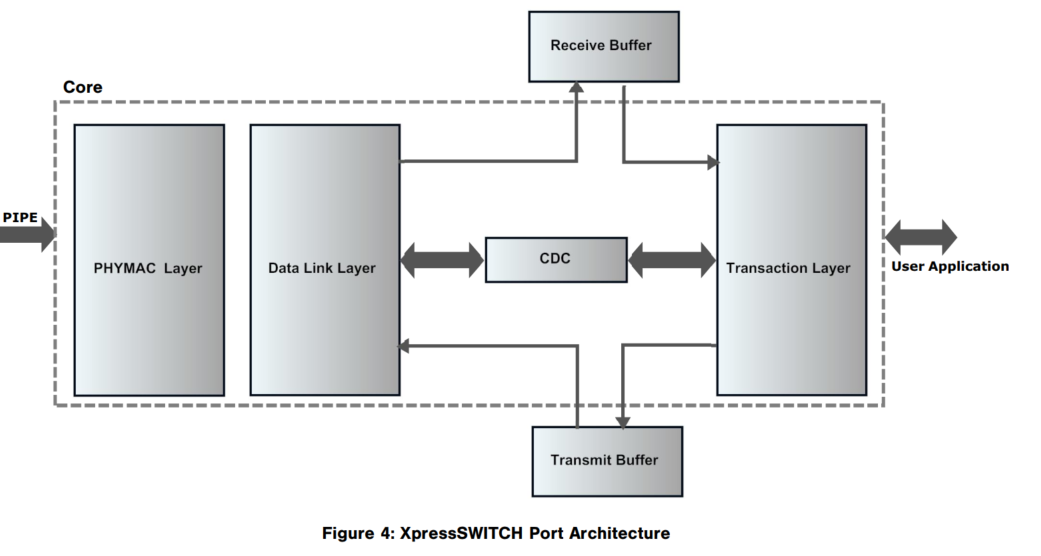 Receive Buffer
Core
PIPE
PHYMAC Layer
Data Link Layer
CDC
Transaction Layer
User Application
Transmit Buffer
Figure 4: XpressSWITCH Port Architecture